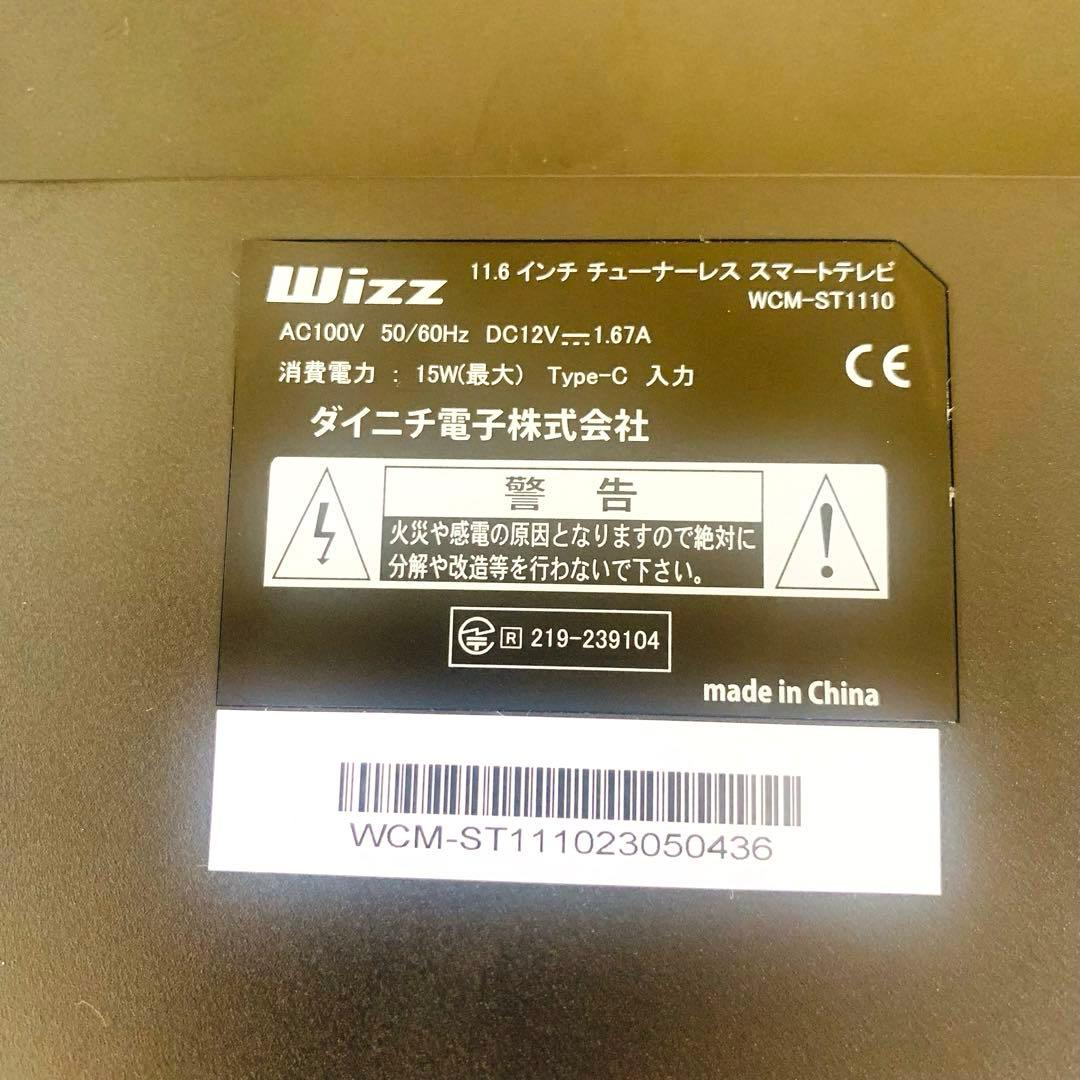 Wizz 11.6 インチ チューナーレス スマートテレビ
WCM-ST1110
AC100V 50/60Hz DC12V⎓1.67A
消費電力 : 15W(最大) Type-C 入力
CE
ダイニチ電子株式会社
警 告
火災や感電の原因となりますので絶対に
分解や改造等を行わないで下さい。
R 219-239104
made in China
WCM-ST111023050436